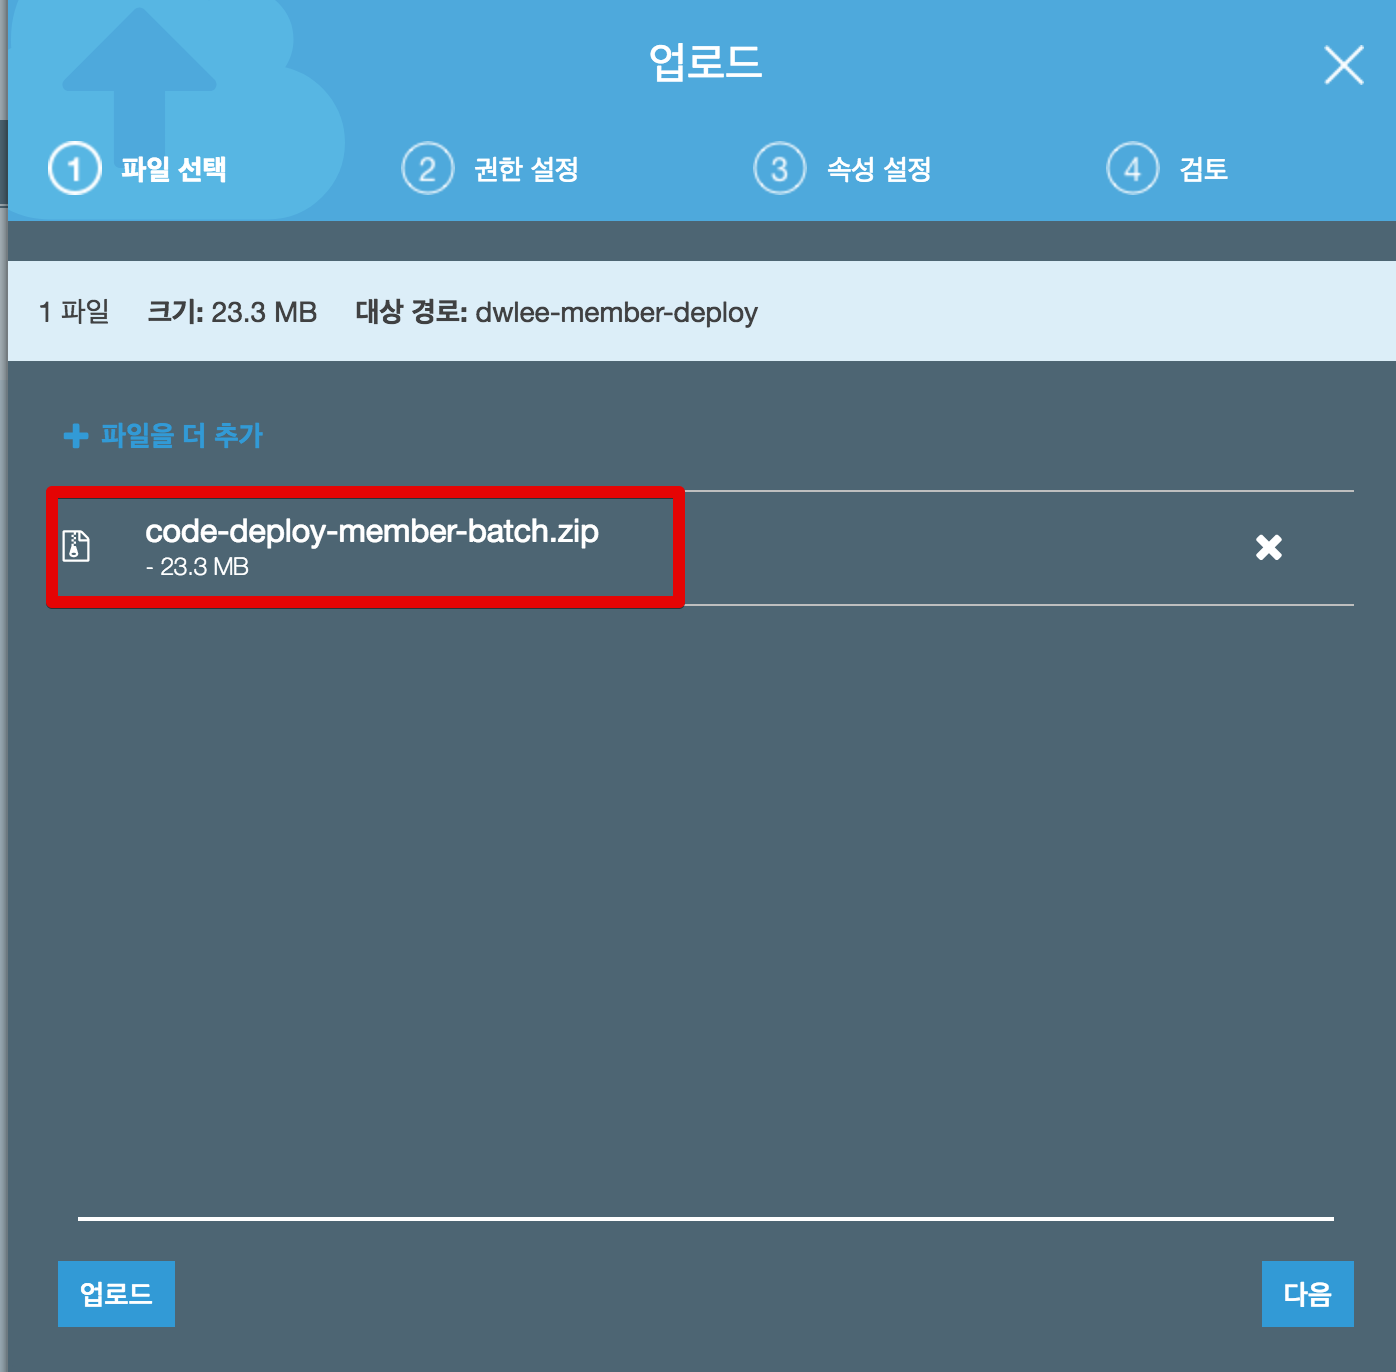 업로드
1 파일 선택
2 권한 설정
3 속성 설정
4 검토
1 파일 크기: 23.3 MB 대상 경로: dwlee-member-deploy
파일을 더 추가
code-deploy-member-batch.zip
- 23.3 MB
업로드
다음